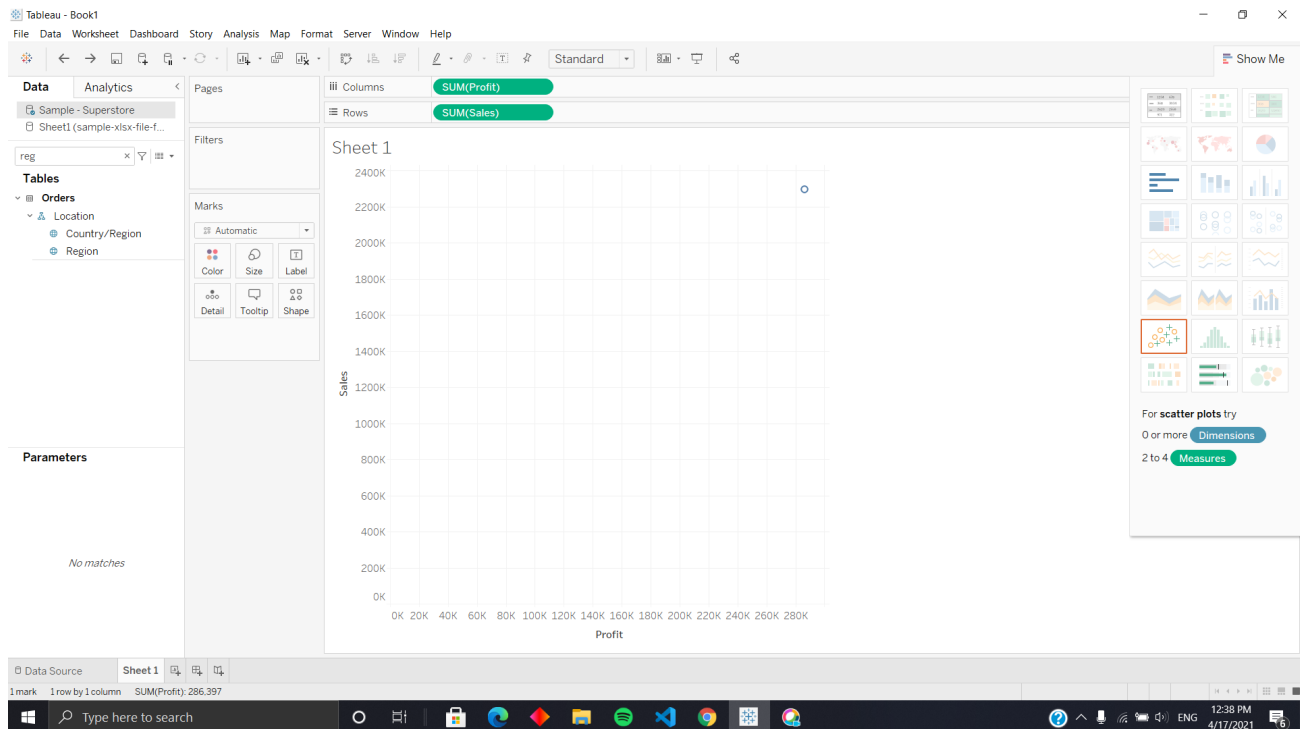 Tableau - Book1
File Data Worksheet Dashboard Story Analysis Map Format Server Window Help
Standard
Show Me
Data Analytics
Sample - Superstore
Sheet1 (sample-xlsx-file-f...
reg
Tables
Orders
Location
Country/Region
Region
Parameters
No matches
Pages
Filters
Marks
Automatic
Color Size Label
Detail Tooltip Shape
iii Columns SUM(Profit)
Rows SUM(Sales)
Sheet 1
2400K
2200K
2000K
1800K
1600K
1400K
1200K
1000K
800K
600K
400K
200K
0K
Sales
0K 20K 40K 60K 80K 100K 120K 140K 160K 180K 200K 220K 240K 260K 280K
Profit
For scatter plots try
0 or more Dimensions
2 to 4 Measures
Data Source Sheet 1
1 mark 1 row by 1 column SUM(Profit): 286.397
Type here to search
ENG
12:38 PM
4/17/2021
6